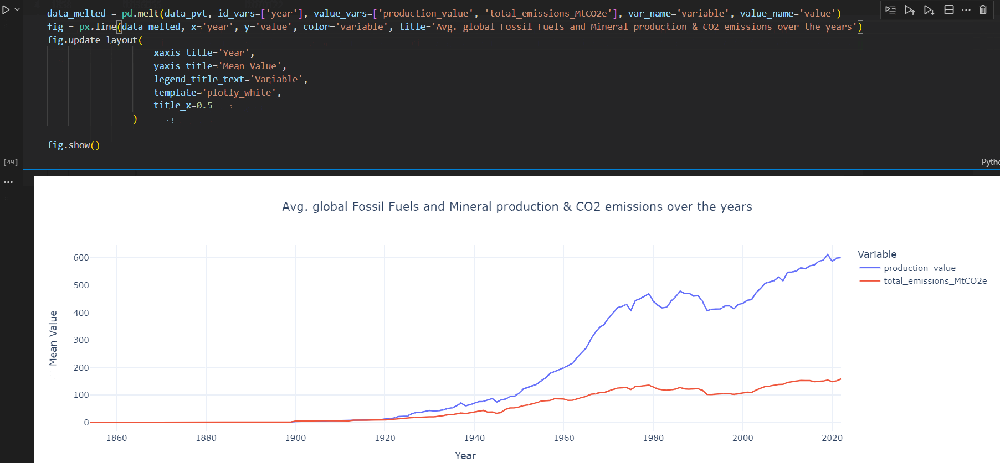 data_melted = pd.melt(data_pvt, id_vars=['year'], value_vars=['production_value', 'total_emissions_MtCO2e'], var_name='variable', value_name='value')
fig = px.line(data_melted, x='year', y='value', color='variable', title='Avg. global Fossil Fuels and Mineral production & CO2 emissions over the years')
fig.update_layout(
xaxis_title='Year',
yaxis_title='Mean Value',
legend_title_text='Variable',
template='plotly_white',
title_x=0.5
)
fig.show()
[49]
Avg. global Fossil Fuels and Mineral production & CO2 emissions over the years
Variable
production_value
total_emissions_MtCO2e
Mean Value
600
500
400
300
200
100
0
1860 1880 1900 1920 1940 1960 1980 2000 2020
Year